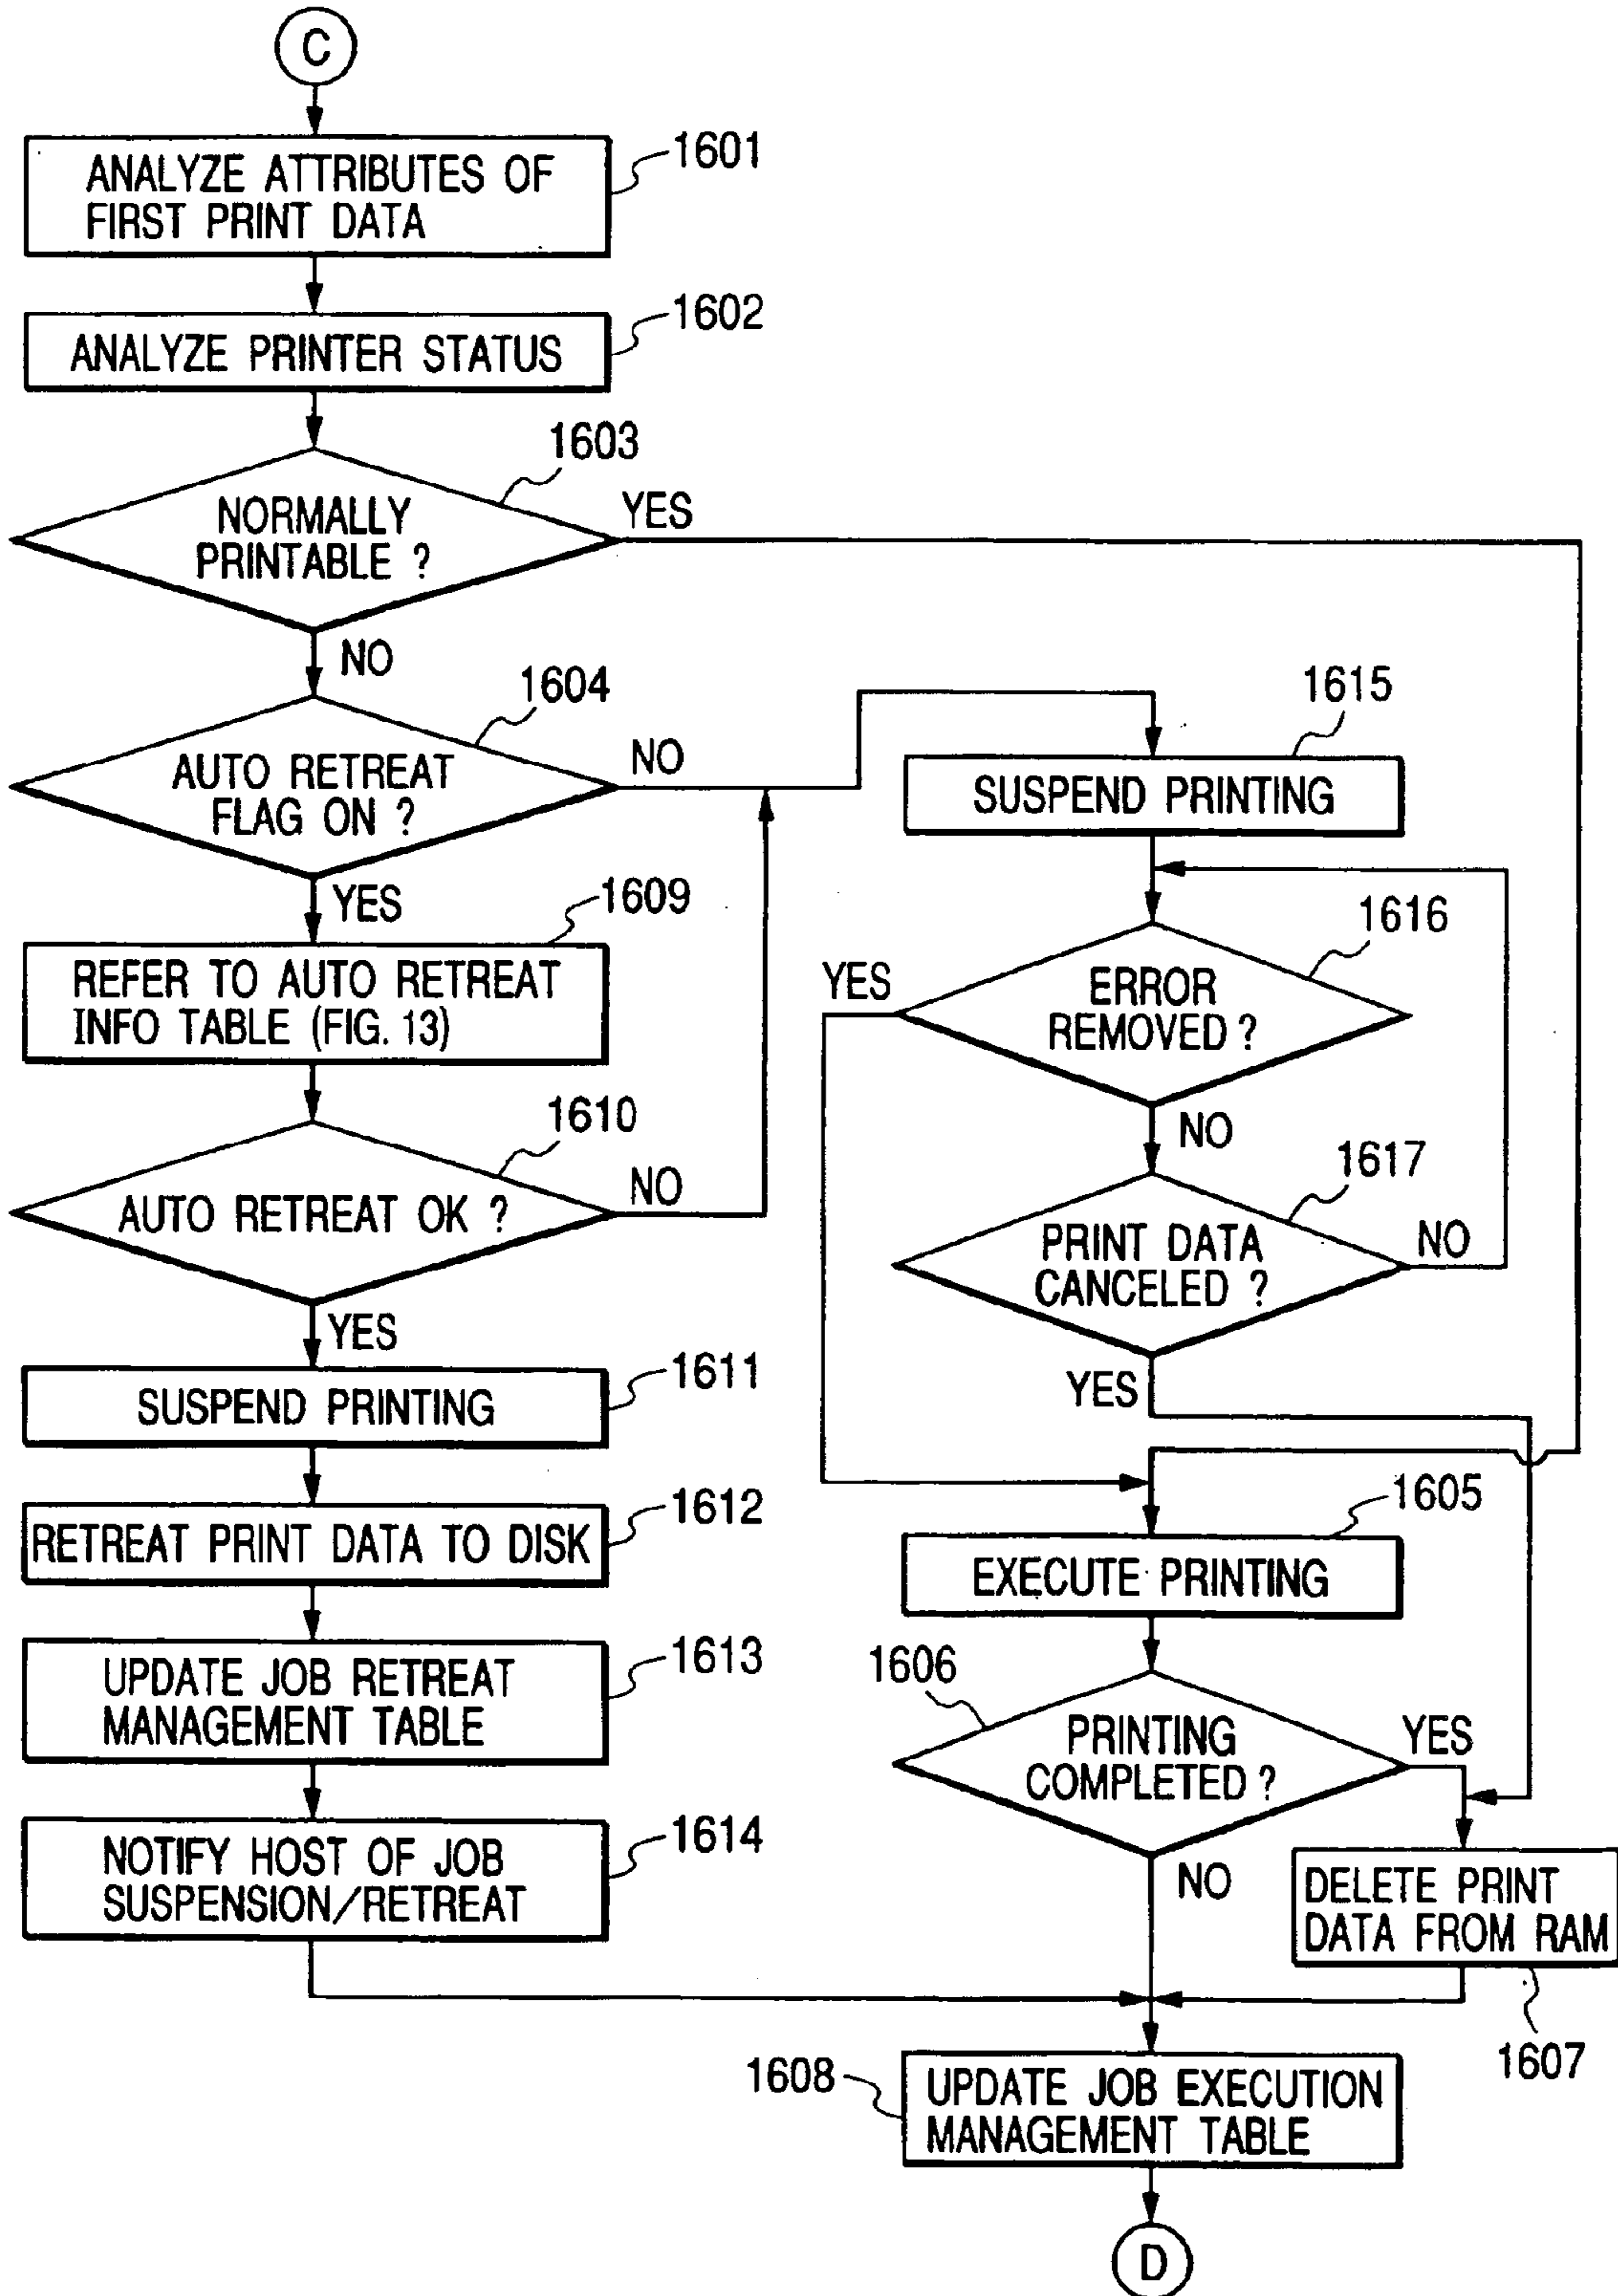 C
1601
ANALYZE ATTRIBUTES OF
FIRST PRINT DATA
1602
ANALYZE PRINTER STATUS
1603
NORMALLY
PRINTABLE ?
YES
NO
1604
AUTO RETREAT
FLAG ON ?
NO
YES
1609
REFER TO AUTO RETREAT
INFO TABLE (FIG. 13)
1610
AUTO RETREAT OK ?
NO
YES
1611
SUSPEND PRINTING
1612
RETREAT PRINT DATA TO DISK
1613
UPDATE JOB RETREAT
MANAGEMENT TABLE
1614
NOTIFY HOST OF JOB
SUSPENSION/RETREAT
1615
SUSPEND PRINTING
1616
ERROR
REMOVED ?
YES
NO
1617
PRINT DATA
CANCELED ?
NO
YES
1605
EXECUTE PRINTING
1606
PRINTING
COMPLETED ?
YES
NO
DELETE PRINT
DATA FROM RAM
1607
1608
UPDATE JOB EXECUTION
MANAGEMENT TABLE
D